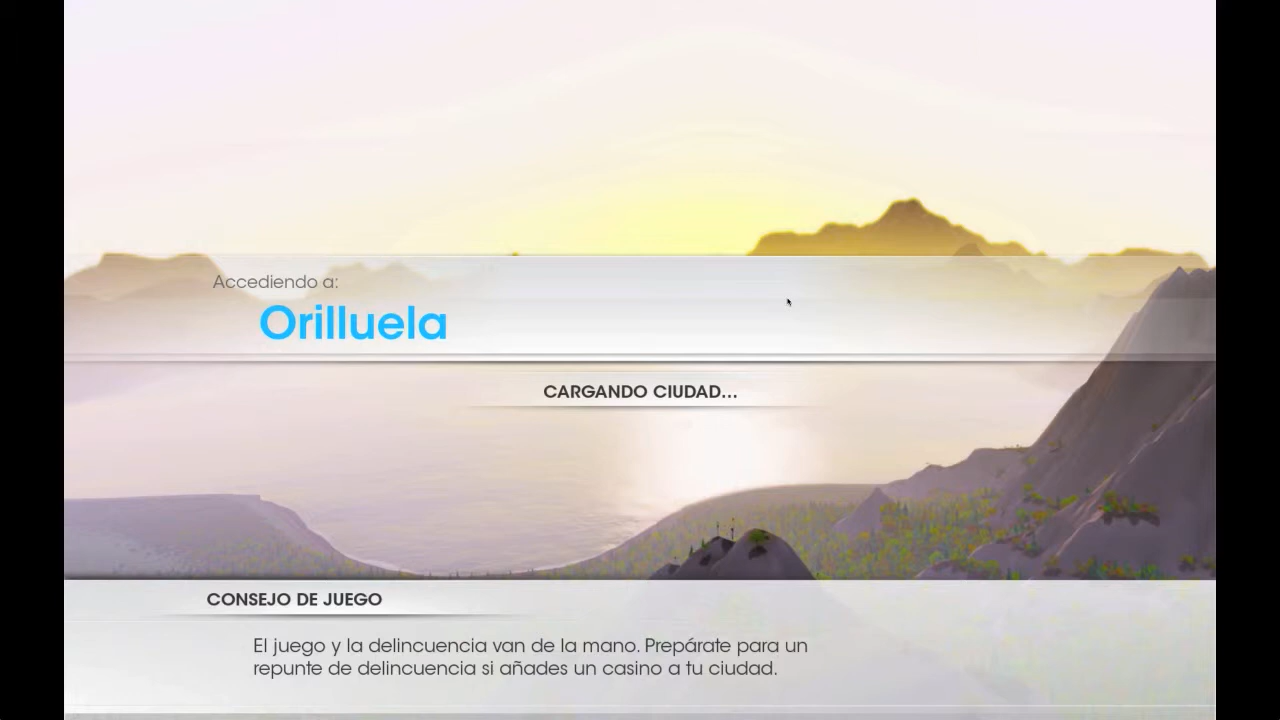 Accediendo a:
Orilluela
CARGANDO CIUDAD...
CONSEJO DE JUEGO
El juego y la delincuencia van de la mano. Prepárate para un
repunte de delincuencia si añades un casino a tu ciudad.